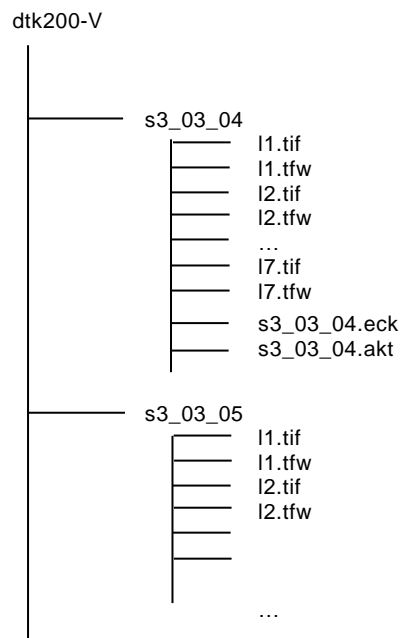 dtk200-V
s3_03_04
l1.tif
l1.tfw
l2.tif
l2.tfw
...
l7.tif
l7.tfw
s3_03_04.eck
s3_03_04.akt
s3_03_05
l1.tif
l1.tfw
l2.tif
l2.tfw
...